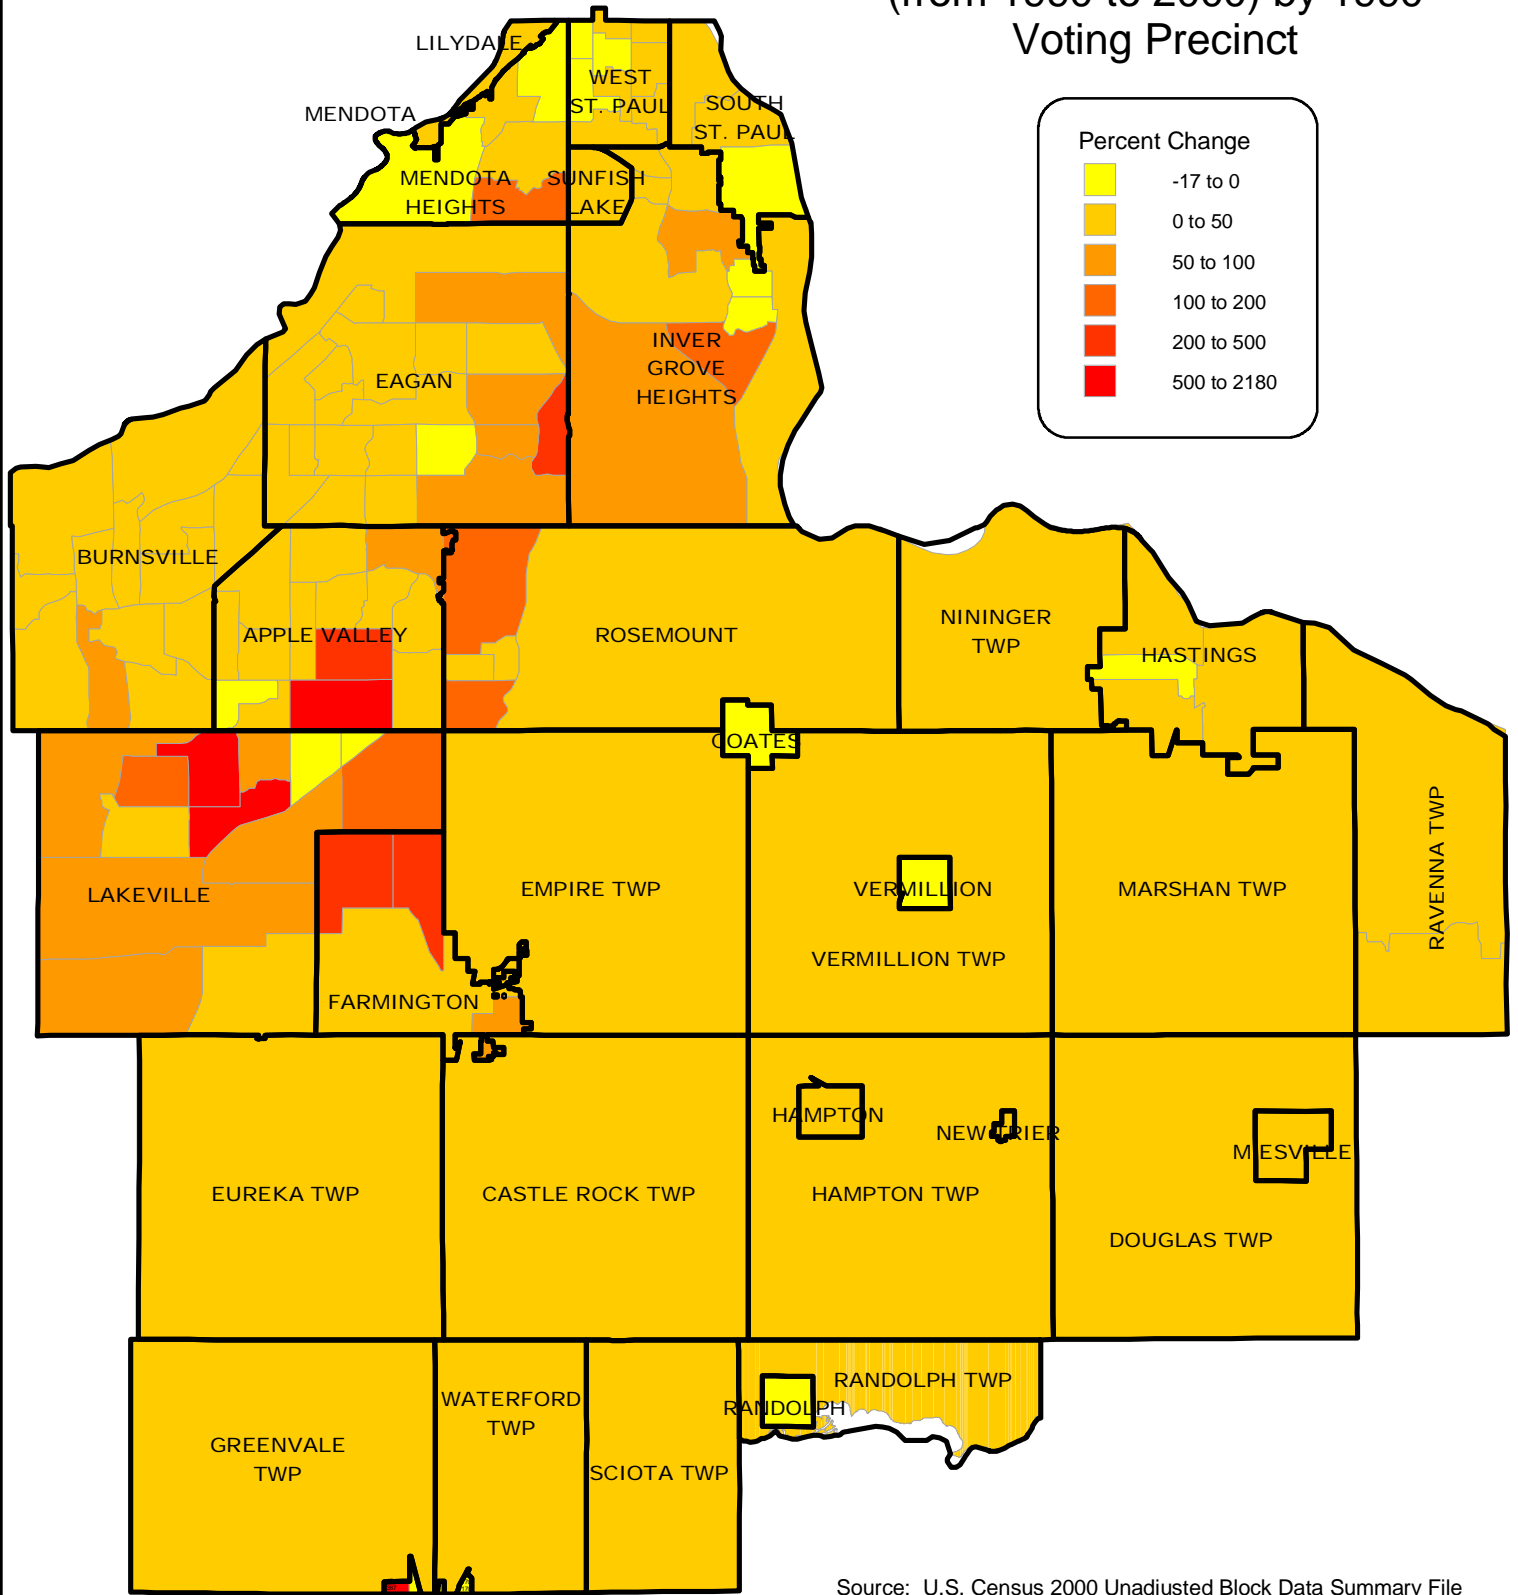 Voting Precinct
Percent Change
-17 to 0
0 to 50
50 to 100
100 to 200
200 to 500
500 to 2180
LILYDALE
WEST
ST. PAUL
SOUTH
ST. PAUL
MENDOTA
MENDOTA
HEIGHTS
SUNFISH
LAKE
INVER
GROVE
HEIGHTS
EAGAN
BURNSVILLE
APPLE VALLEY
ROSEMOUNT
NININGER
TWP
HASTINGS
COATES
RAVENNA TWP
LAKEVILLE
EMPIRE TWP
VERMILLION
MARSHAN TWP
VERMILLION TWP
FARMINGTON
HAMPTON
NEW TRIER
MIESVILLE
EUREKA TWP
CASTLE ROCK TWP
HAMPTON TWP
DOUGLAS TWP
RANDOLPH TWP
WATERFORD
TWP
RANDOLPH
GREENVALE
TWP
SCIOTA TWP
Source: U.S. Census 2000 Unadjusted Block Data Summary File